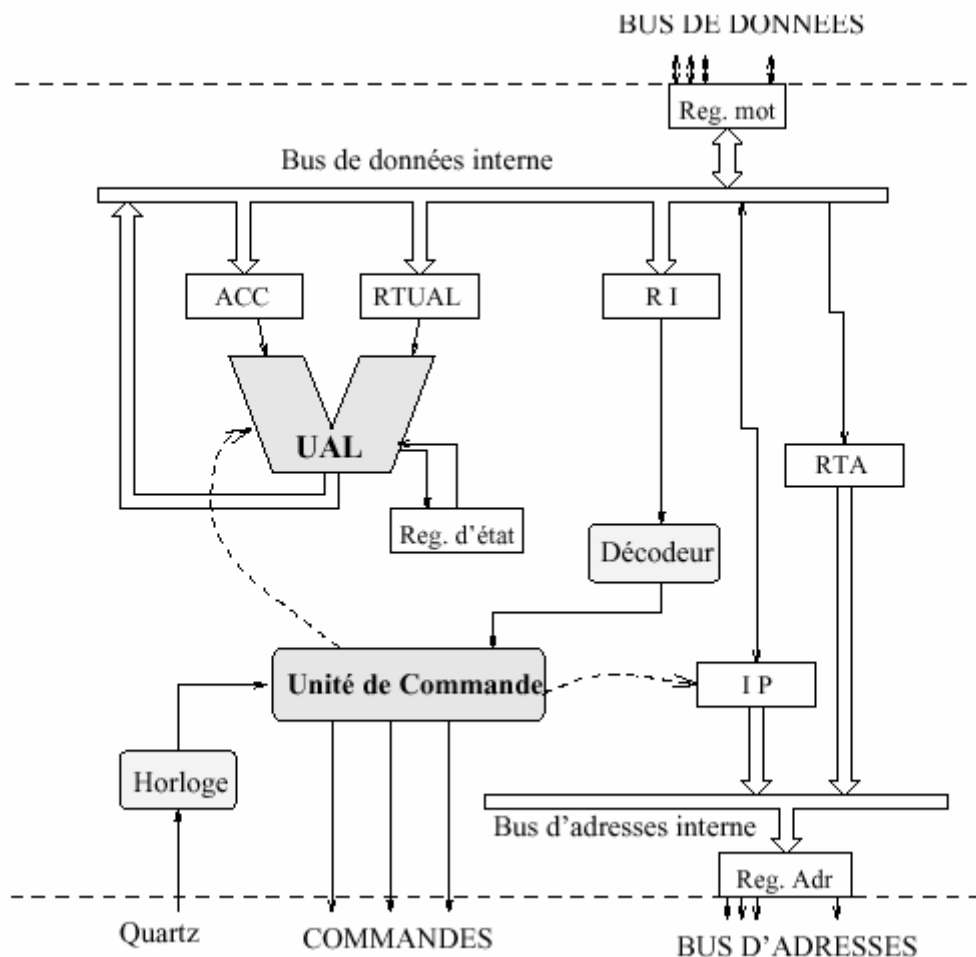 BUS DE DONNEES
Reg. mot
Bus de données interne
ACC
RTUAL
R I
UAL
RTA
Reg. d'état
Décodeur
Unité de Commande
I P
Horloge
Bus d'adresses interne
Reg. Adr
Quartz
COMMANDES
BUS D'ADRESSES